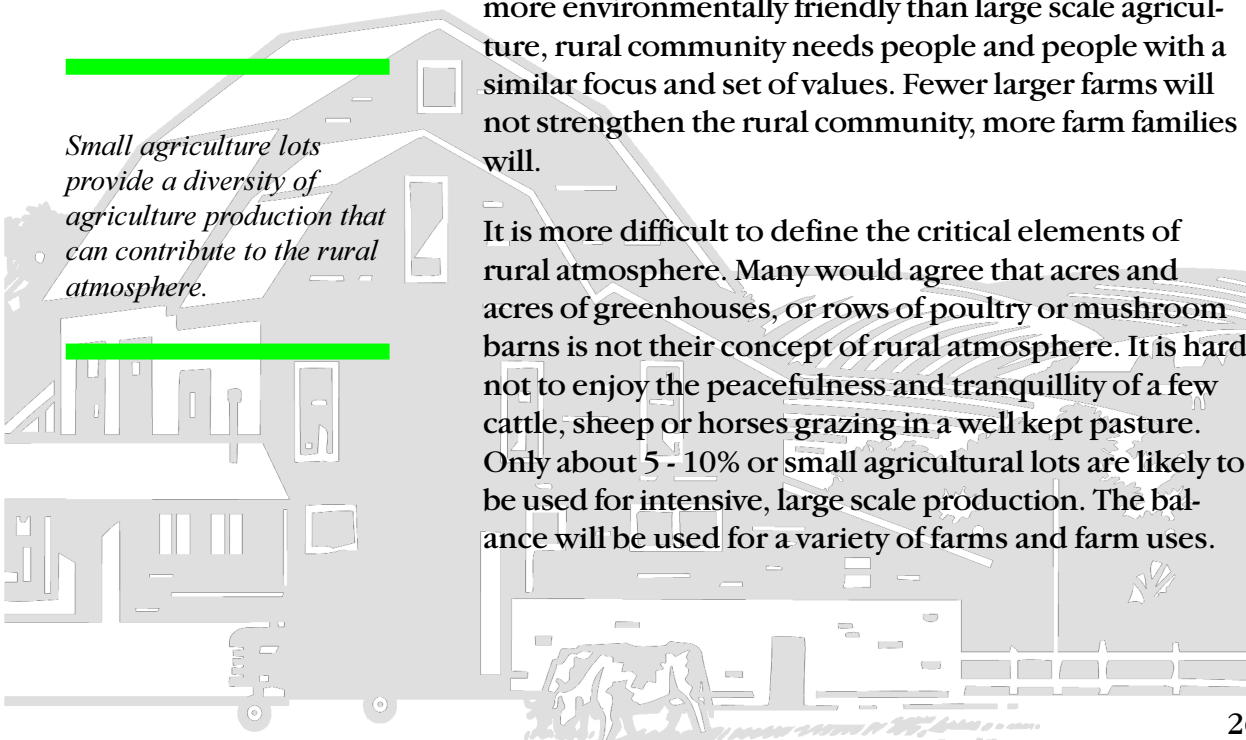 more environmentally friendly than large scale agricul-
ture, rural community needs people and people with a
similar focus and set of values. Fewer larger farms will
not strengthen the rural community, more farm families
will.
Small agriculture lots
provide a diversity of
agriculture production that
can contribute to the rural
atmosphere.
It is more difficult to define the critical elements of
rural atmosphere. Many would agree that acres and
acres of greenhouses, or rows of poultry or mushroom
barns is not their concept of rural atmosphere. It is hard
not to enjoy the peacefulness and tranquillity of a few
cattle, sheep or horses grazing in a well kept pasture.
Only about 5 - 10% or small agricultural lots are likely to
be used for intensive, large scale production. The bal-
ance will be used for a variety of farms and farm uses.